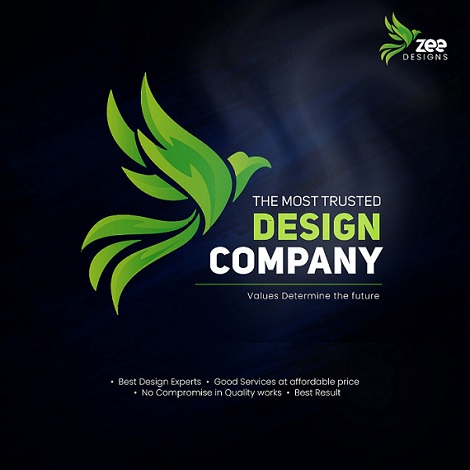 zee
DESIGNS
THE MOST TRUSTED
DESIGN
COMPANY
Values Determine the future
• Best Design Experts • Good Services at affordable price
• No Compromise in Quality works • Best Result